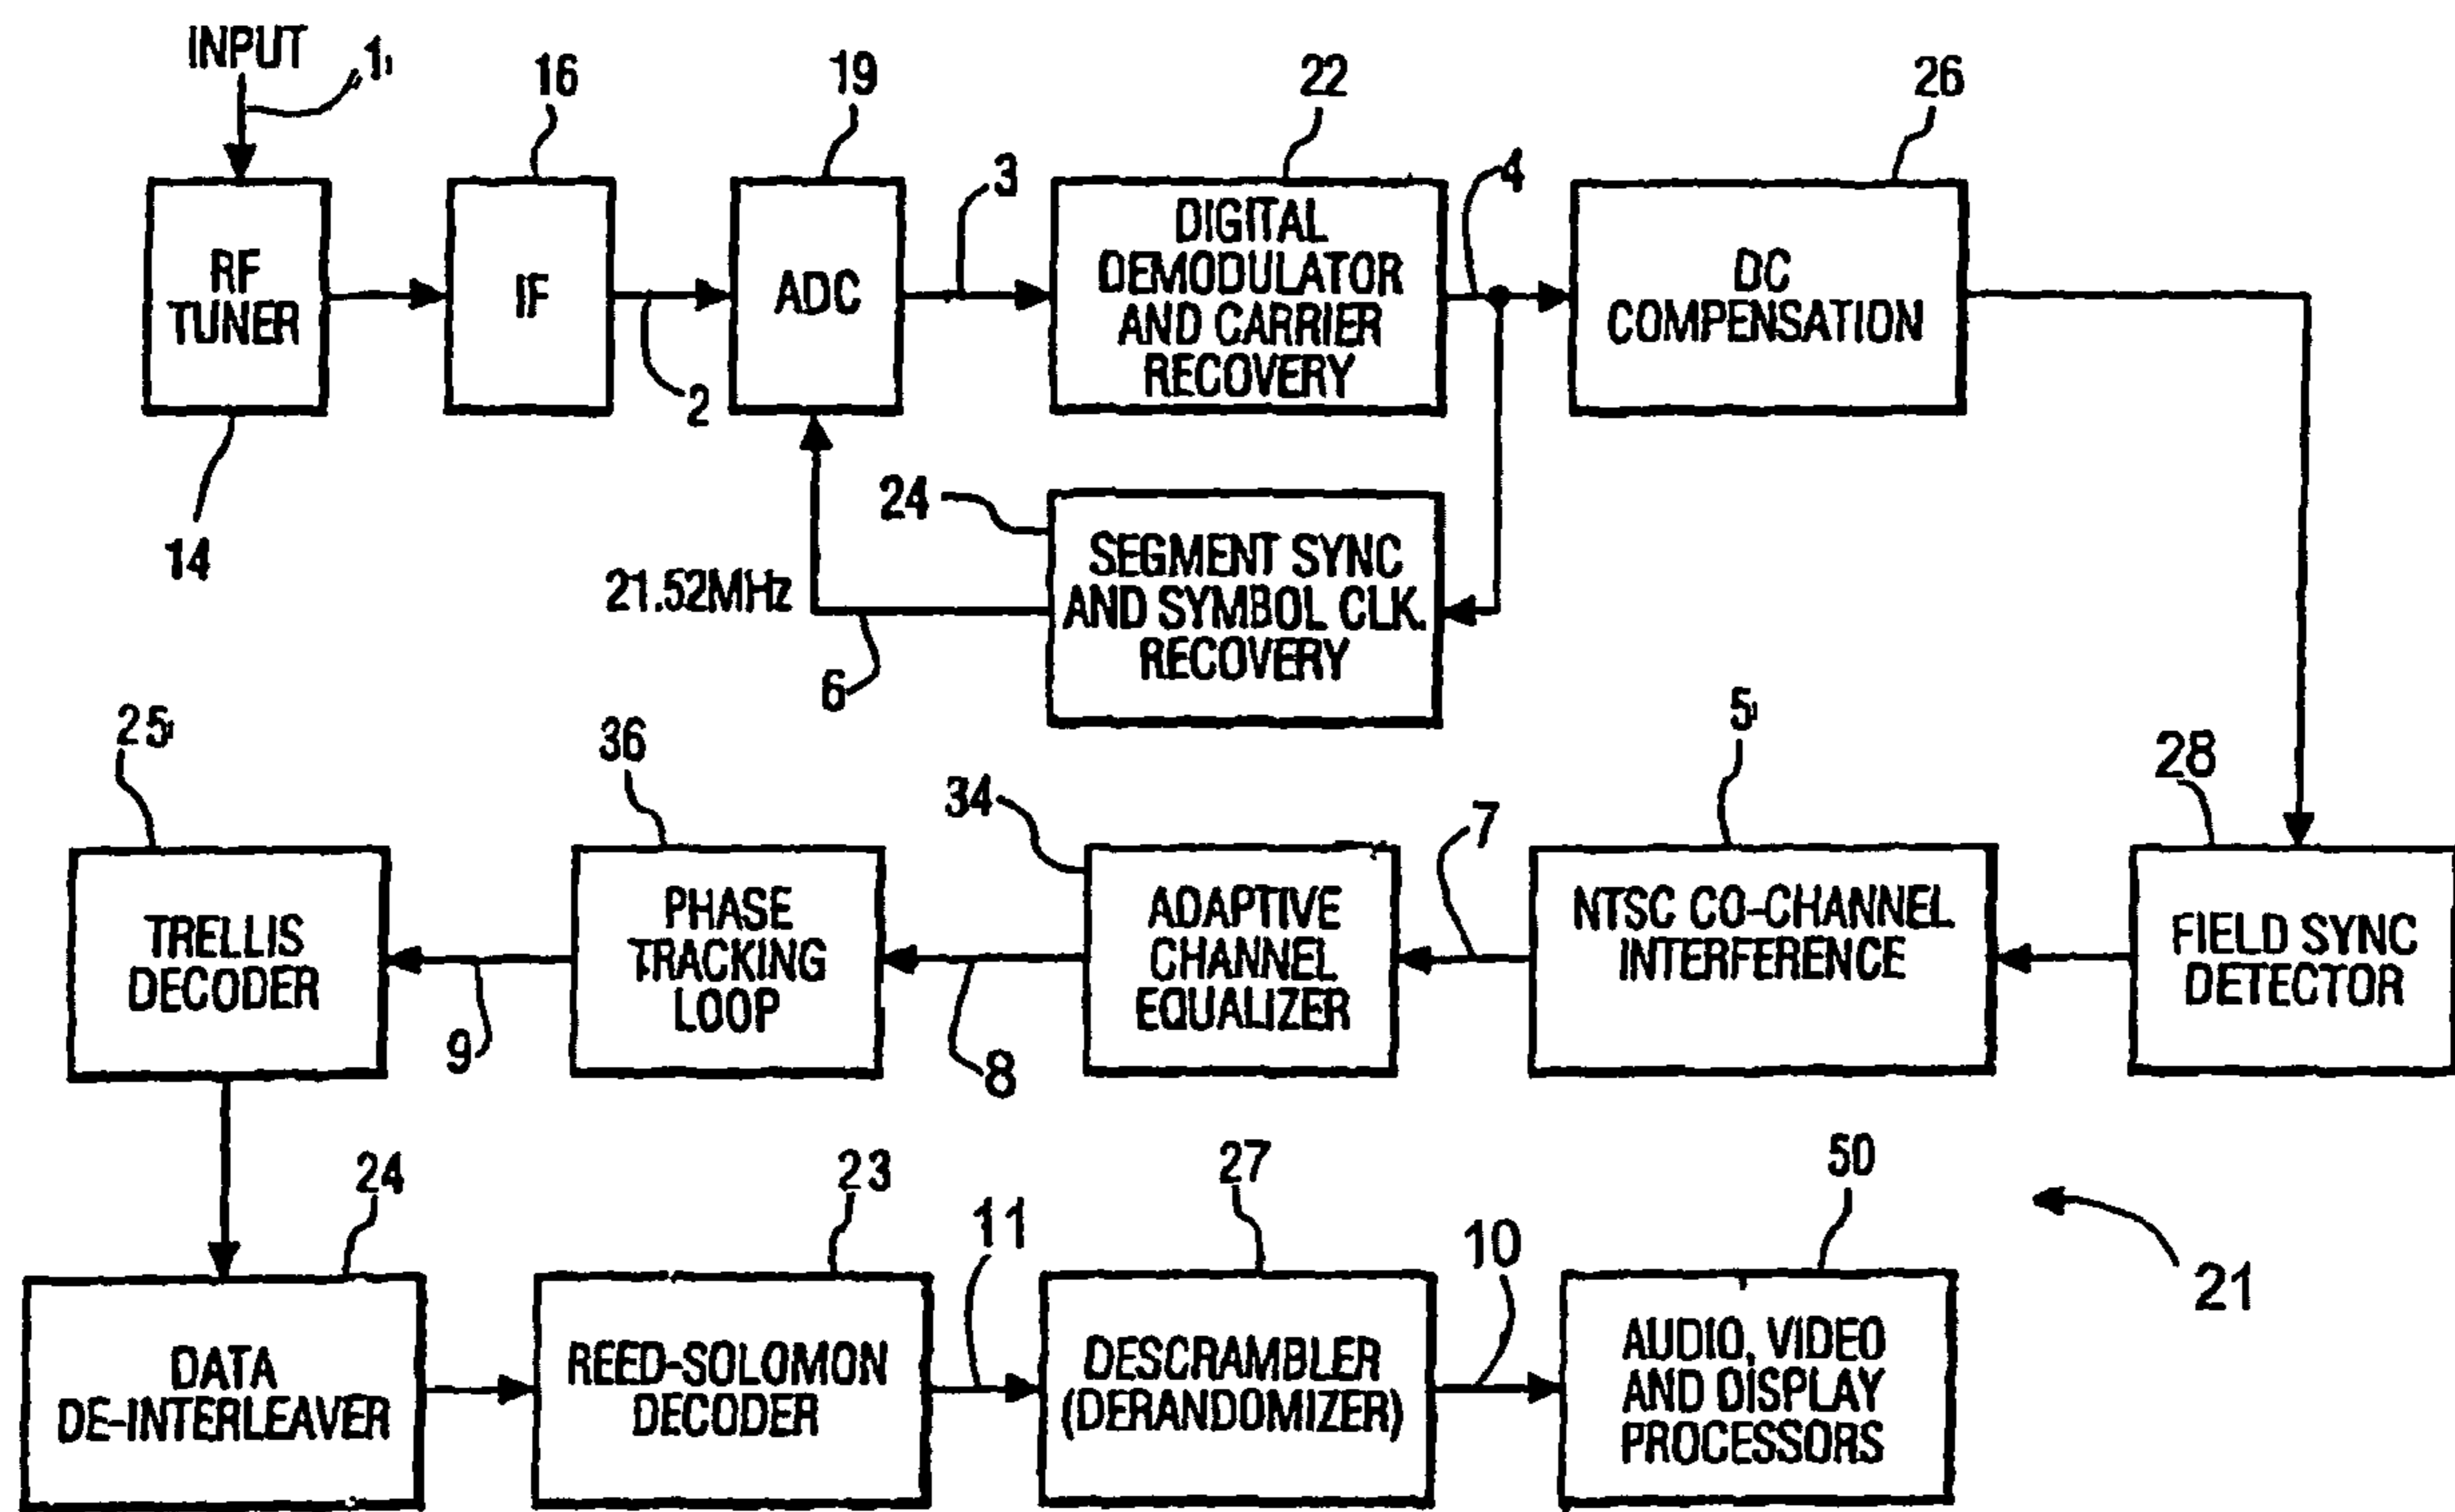 INPUT
1
16
19
22
26
3
4
RF
TUNER
IF
ADC
DIGITAL
DEMODULATOR
AND CARRIER
RECOVERY
DC
COMPENSATION
2
14
24
21.52MHz
SEGMENT SYNC
AND SYMBOL CLK.
RECOVERY
6
25
36
34
7
5
28
TRELLIS
DECODER
PHASE
TRACKING
LOOP
ADAPTIVE
CHANNEL
EQUALIZER
NTSC CO-CHANNEL
INTERFERENCE
FIELD SYNC
DETECTOR
9
8
24
23
11
27
10
50
21
DATA
DE-INTERLEAVER
REED-SOLOMON
DECODER
DESCRAMBLER
(DERANDOMIZER)
AUDIO, VIDEO
AND DISPLAY
PROCESSORS